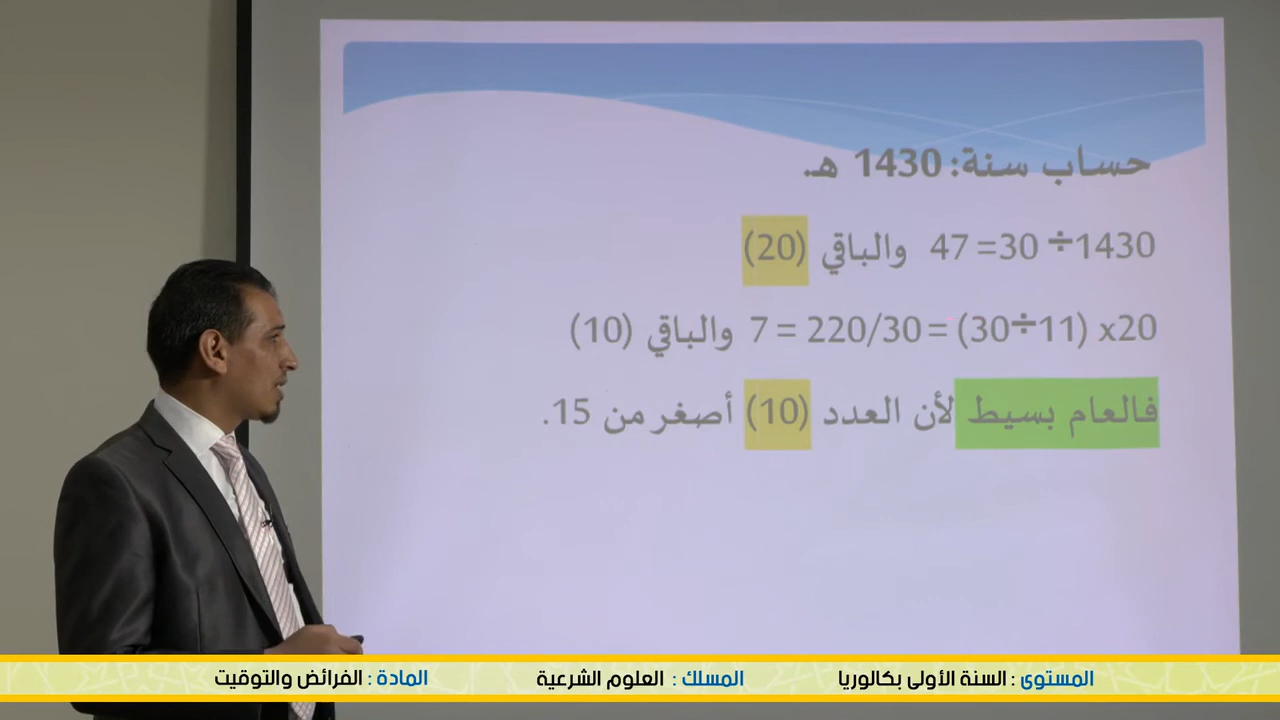 حساب سنة: 1430 هـ.
1430÷ 30= 47 والباقي (20)
20x (11÷30) = 220/30 = 7 والباقي (10)
فالعام بسيط لأن العدد (10) أصغر من 15.
المستوى : السنة الأولى بكالوريا المسلك : العلوم الشرعية المادة : الفرائض والتوقيت